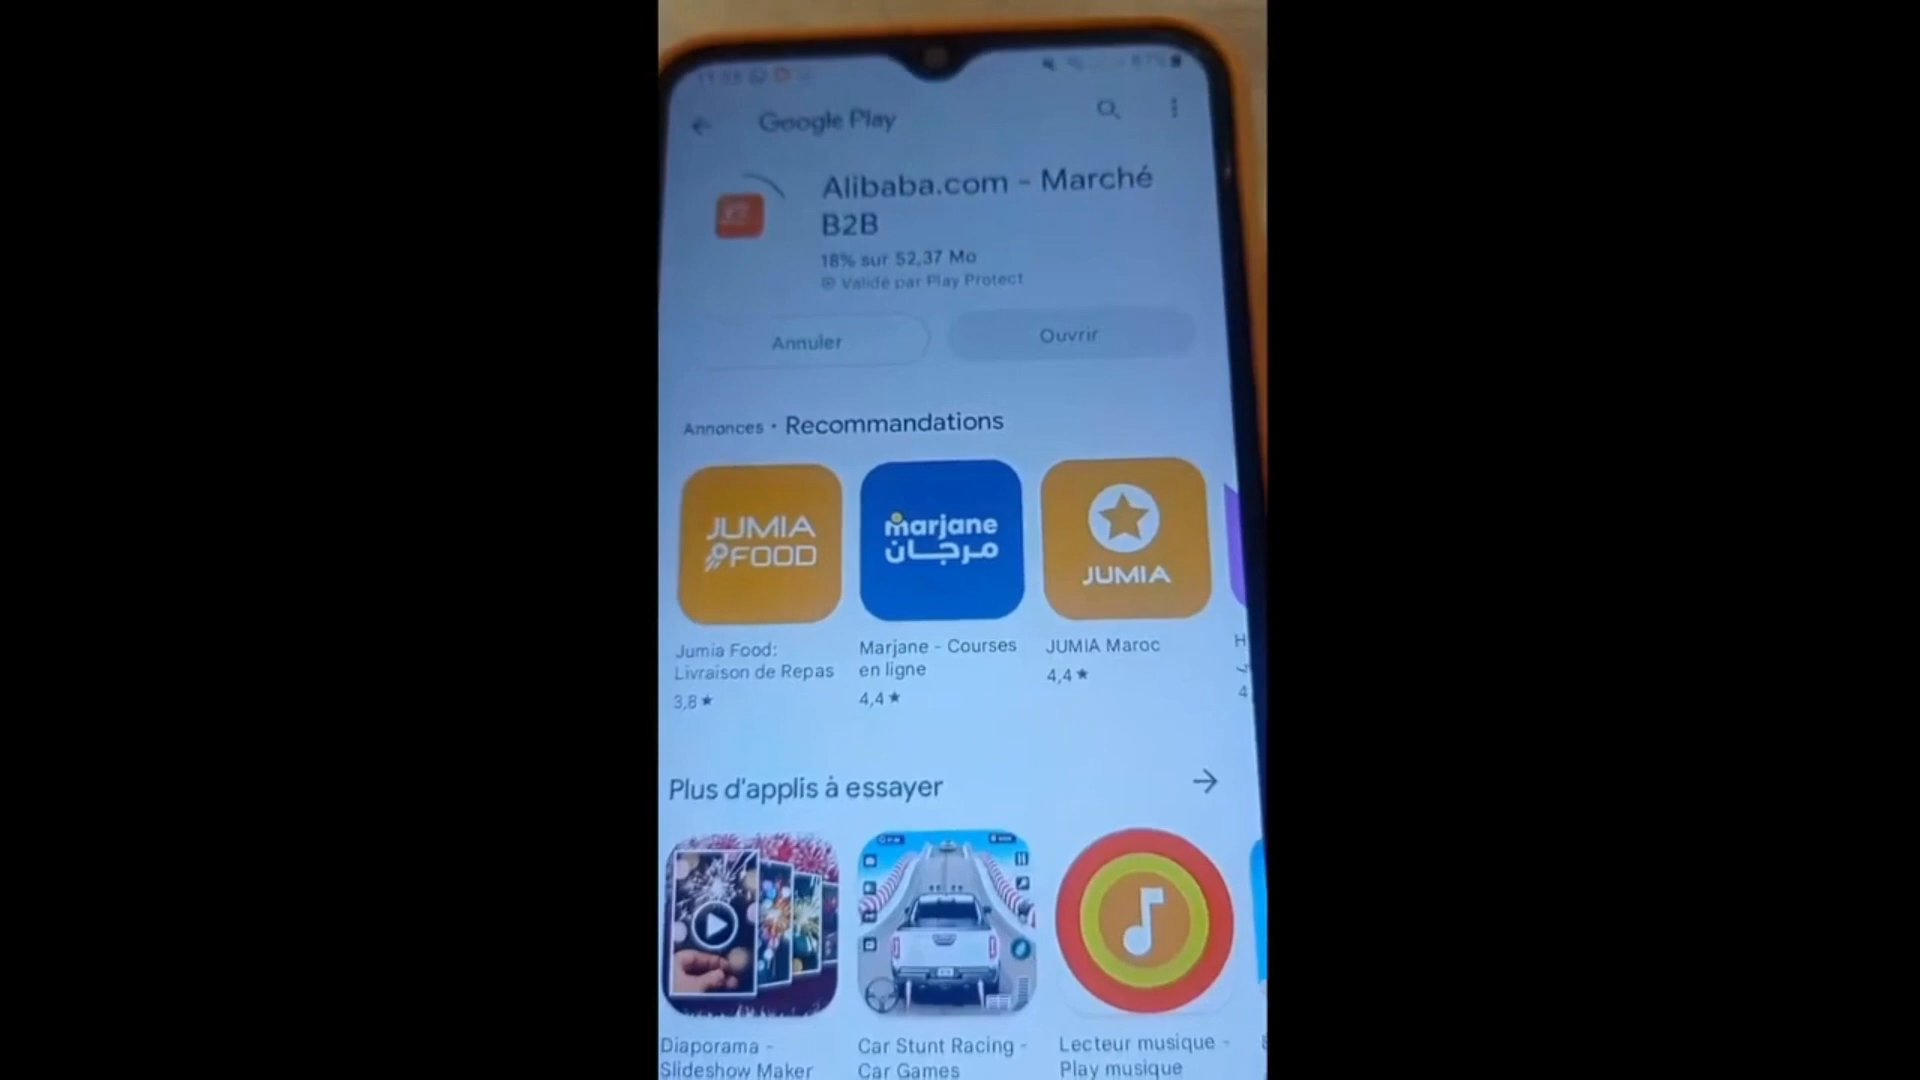 Google Play
Alibaba.com - Marché
B2B
18% sur 52,37 Mo
Validé par Play Protect
Annuler
Ouvrir
Annonces • Recommandations
JUMIA
FOOD
marjane
مرجان
JUMIA
Jumia Food:
Livraison de Repas
3,8 ★
Marjane - Courses
en ligne
4,4 ★
JUMIA Maroc
4,4 ★
H
4
Plus d'applis à essayer
Diaporama -
Slideshow Maker
Car Stunt Racing -
Car Games
Lecteur musique -
Play musique